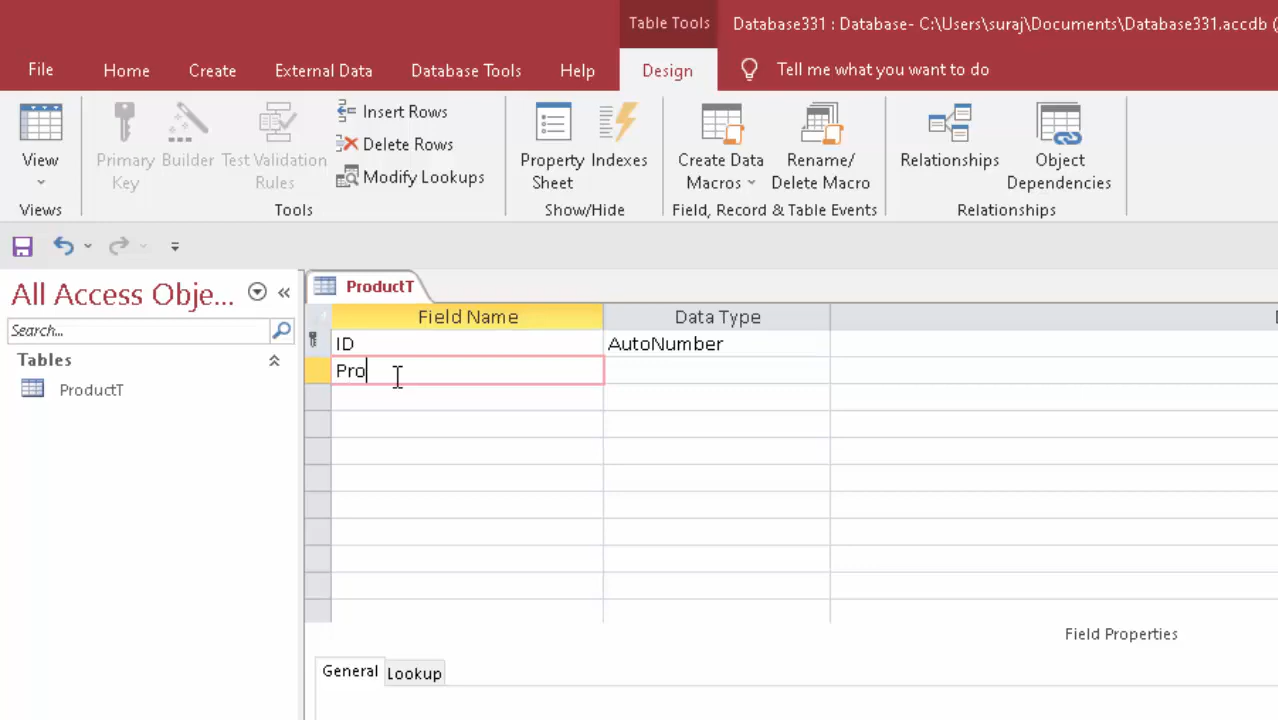 Table Tools
Database331 : Database- C:\Users\suraj\Documents\Database331.accdb (
File
Home
Create
External Data
Database Tools
Help
Design
Tell me what you want to do
View
Primary
Key
Builder
Test Validation
Rules
Insert Rows
Delete Rows
Modify Lookups
Property
Sheet
Indexes
Create Data
Macros
Rename/
Delete Macro
Relationships
Object
Dependencies
Views
Tools
Show/Hide
Field, Record & Table Events
Relationships
All Access Obje...
Search...
Tables
ProductT
ProductT
Field Name
Data Type
ID
AutoNumber
Pro
Field Properties
General
Lookup